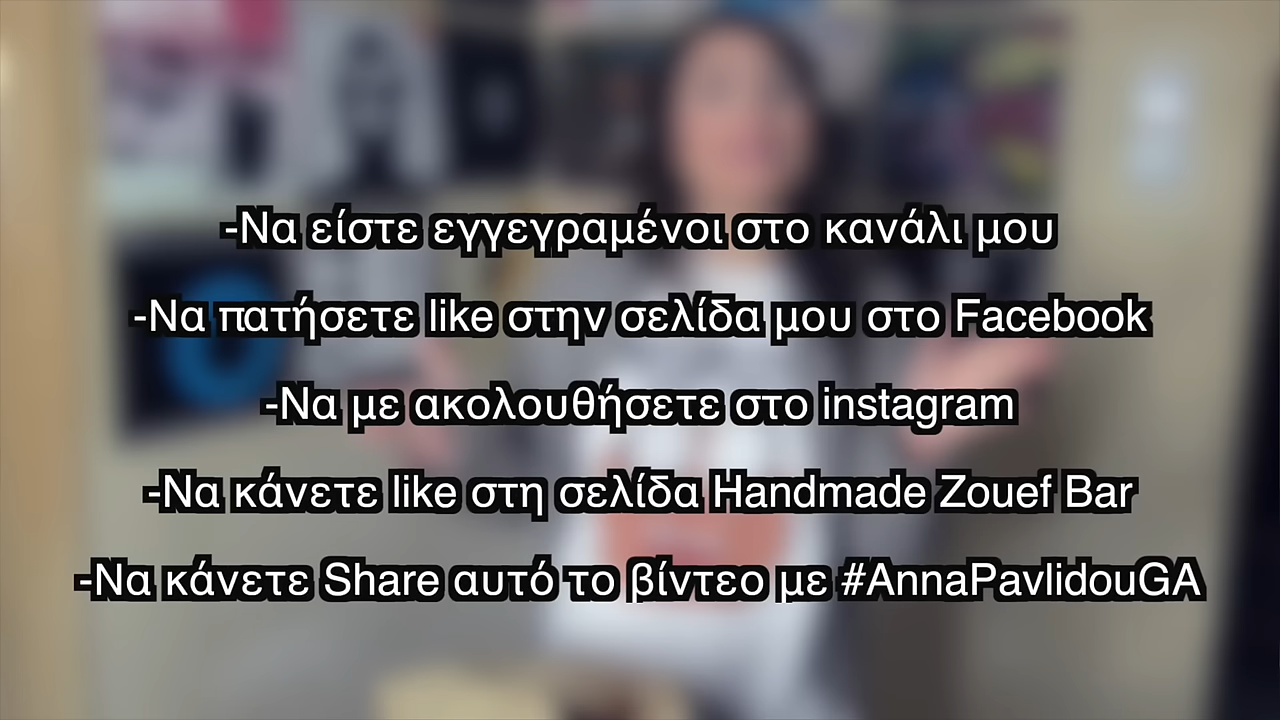 -Να είστε εγγεγραμένοι στο κανάλι μου
-Να πατήσετε like στην σελίδα μου στο Facebook
-Να με ακολουθήσετε στο instagram
-Να κάνετε like στη σελίδα Handmade Zouef Bar
-Να κάνετε Share αυτό το βίντεο με #AnnaPavlidouGA